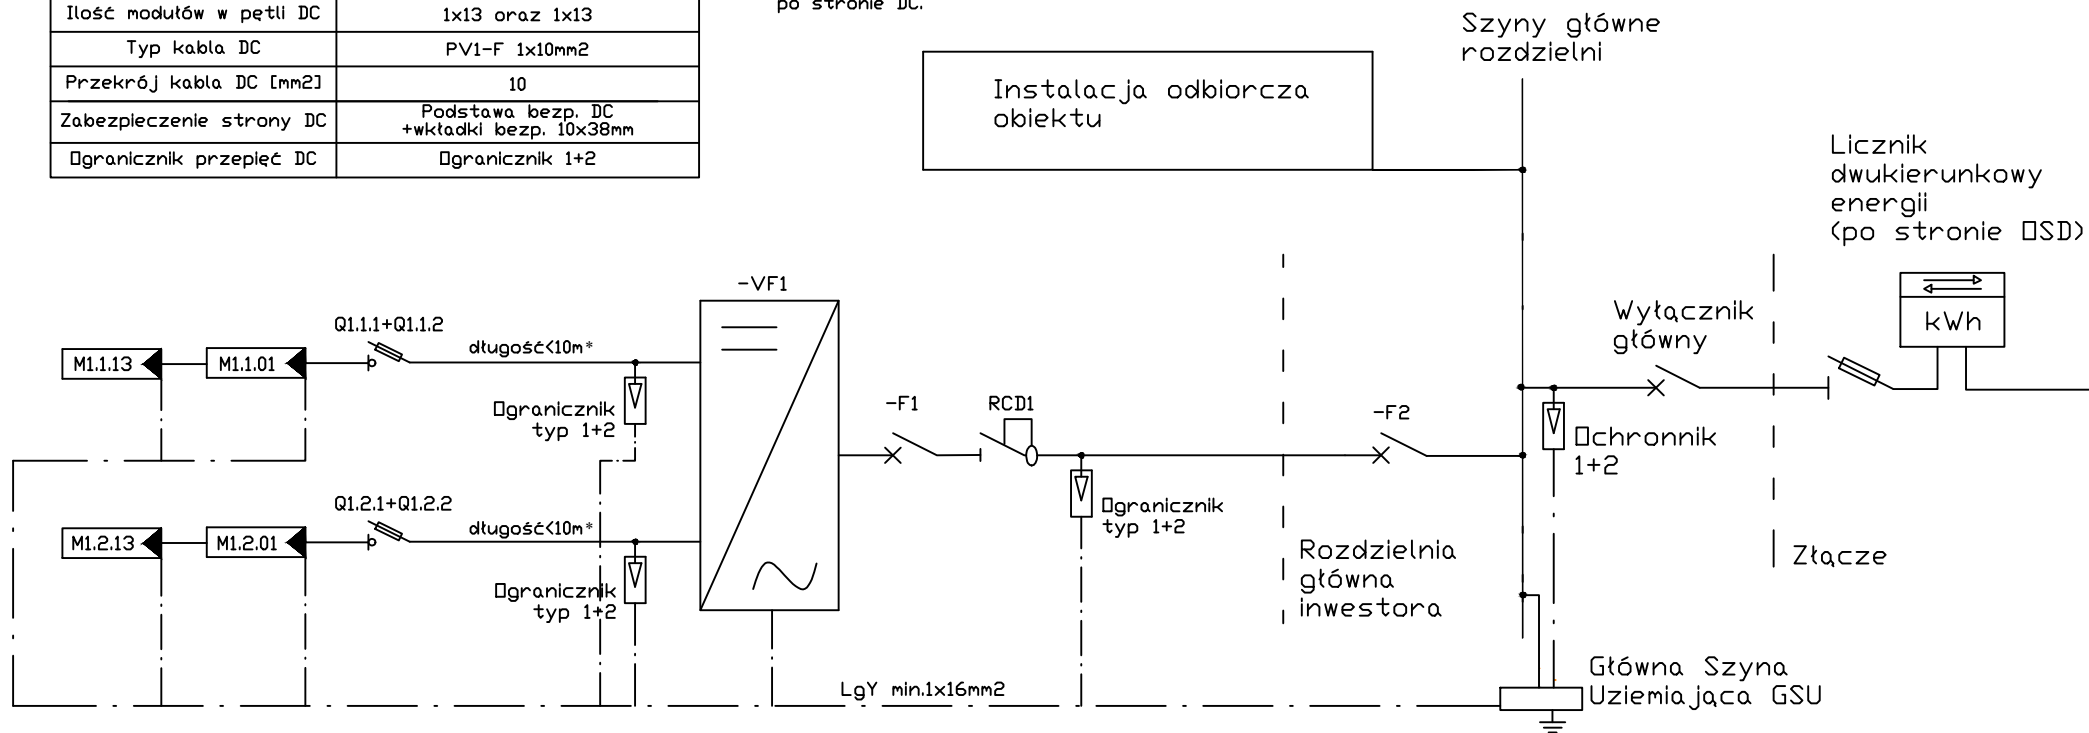 Ilość modułów w pętli DC
1x13 oraz 1x13
Typ kabla DC
PV1-F 1x10mm2
Przekrój kabla DC [mm2]
10
Zabezpieczenie strony DC
Podstawa bezp. DC
+wkładki bezp. 10x38mm
Ogranicznik przepięć DC
Ogranicznik 1+2
po stronie DC.
Szyny główne
rozdzielni
Instalacja odbiorcza
obiektu
Licznik
dwukierunkowy
energii
(po stronie OSD)
kWh
Wyłącznik
główny
-VF1
Q1.1.1+Q1.1.2
długość<10m*
M1.1.13
M1.1.01
Ogranicznik
typ 1+2
-F1
RCD1
-F2
Ochronnik
1+2
Q1.2.1+Q1.2.2
długość<10m*
M1.2.13
M1.2.01
Ogranicznik
typ 1+2
Ogranicznik
typ 1+2
Rozdzielnia
główna
inwestora
Złącze
LgY min.1x16mm2
Główna Szyna
Uziemiająca GSU